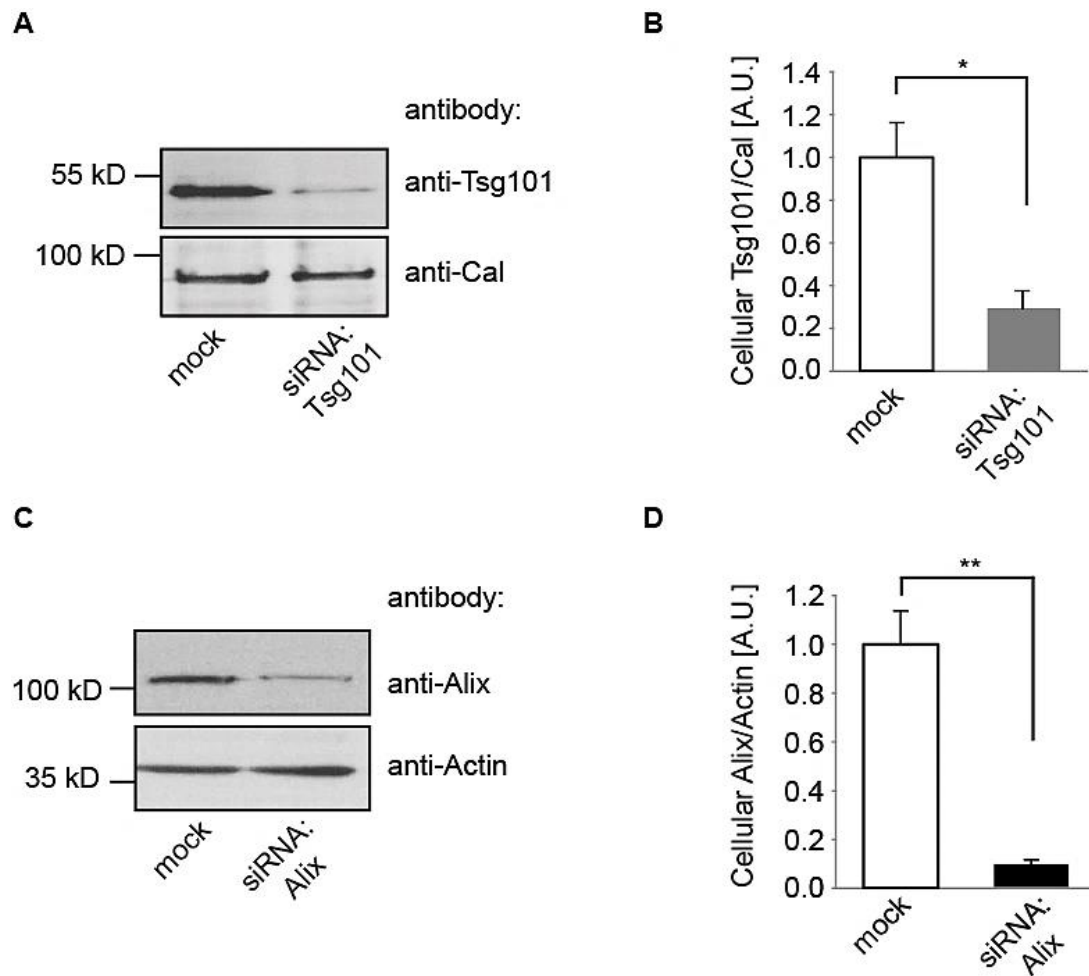 A
antibody:
55 kD
anti-Tsg101
100 kD
anti-Cal
mock
siRNA:
Tsg101
B
Cellular Tsg101/Cal [A.U.]
1.4
1.2
1.0
0.8
0.6
0.4
0.2
0.0
*
mock
siRNA:
Tsg101
C
antibody:
100 kD
anti-Alix
35 kD
anti-Actin
mock
siRNA:
Alix
D
Cellular Alix/Actin [A.U.]
1.2
1.0
0.8
0.6
0.4
0.2
0.0
**
mock
siRNA:
Alix